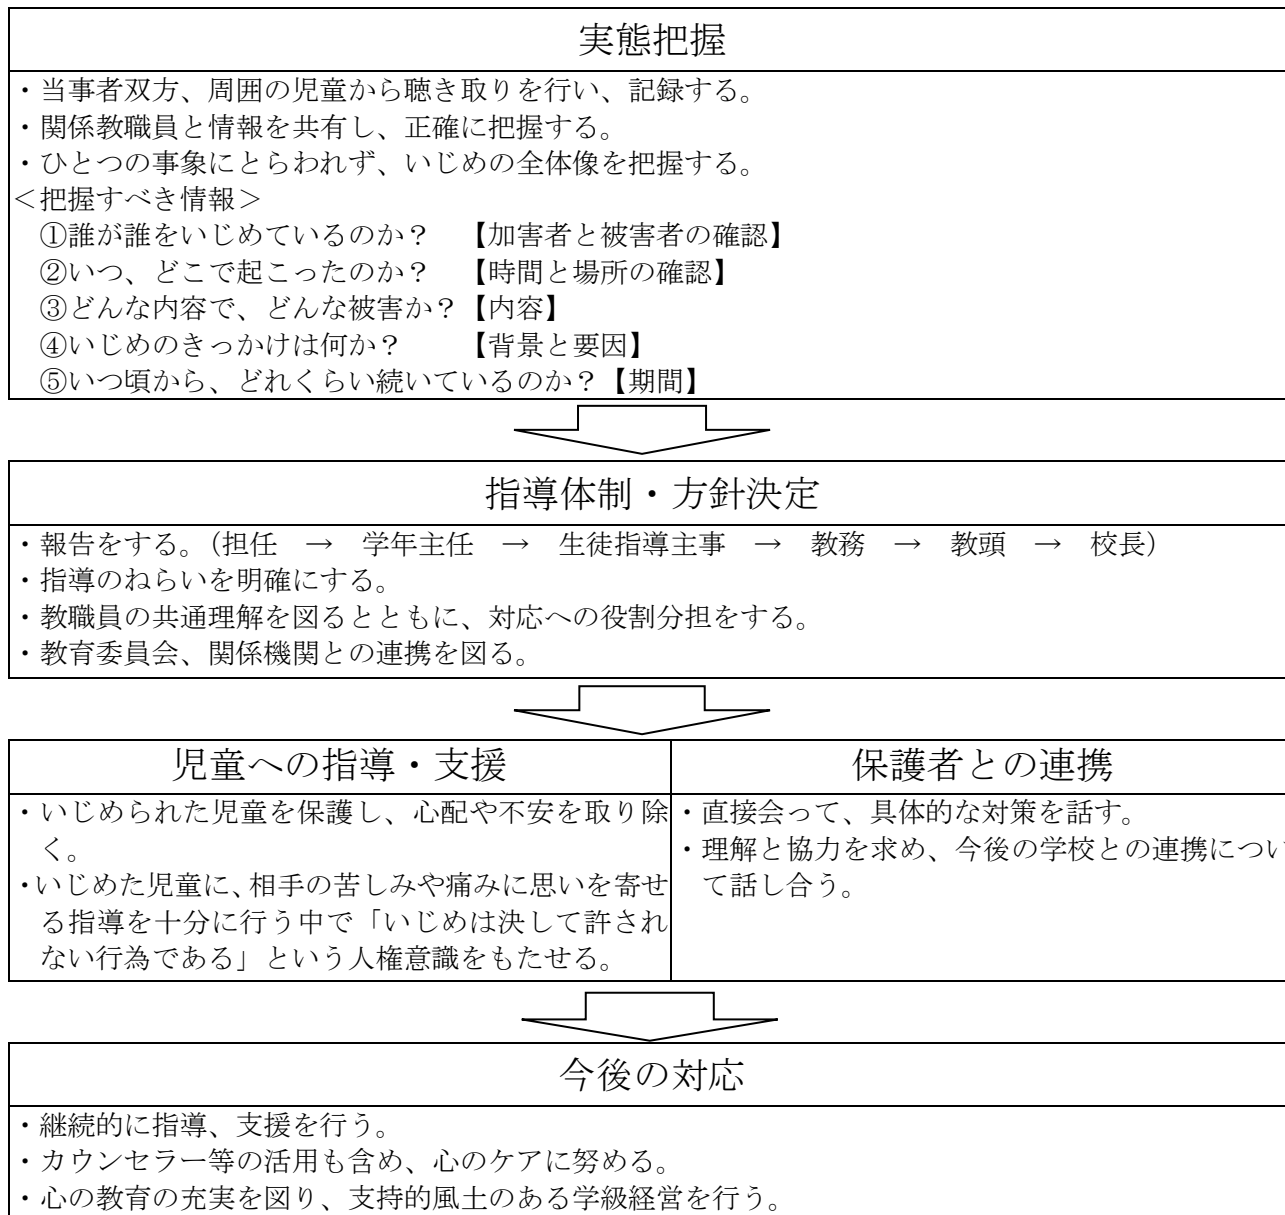 実態把握
・当事者双方、周囲の児童から聴き取りを行い、記録する。
・関係教職員と情報を共有し、正確に把握する。
・ひとつの事象にとらわれず、いじめの全体像を把握する。
＜把握すべき情報＞
①誰が誰をいじめているのか？　【加害者と被害者の確認】
②いつ、どこで起こったのか？　【時間と場所の確認】
③どんな内容で、どんな被害か？【内容】
④いじめのきっかけは何か？　　【背景と要因】
⑤いつ頃から、どれくらい続いているのか？【期間】
指導体制・方針決定
・報告をする。（担任　→　学年主任　→　生徒指導主事　→　教務　→　教頭　→　校長）
・指導のねらいを明確にする。
・教職員の共通理解を図るとともに、対応への役割分担をする。
・教育委員会、関係機関との連携を図る。
児童への指導・支援
・いじめられた児童を保護し、心配や不安を取り除
く。
・いじめた児童に、相手の苦しみや痛みに思いを寄せ
る指導を十分に行う中で「いじめは決して許され
ない行為である」という人権意識をもたせる。
保護者との連携
・直接会って、具体的な対策を話す。
・理解と協力を求め、今後の学校との連携につい
て話し合う。
今後の対応
・継続的に指導、支援を行う。
・カウンセラー等の活用も含め、心のケアに努める。
・心の教育の充実を図り、支持的風土のある学級経営を行う。